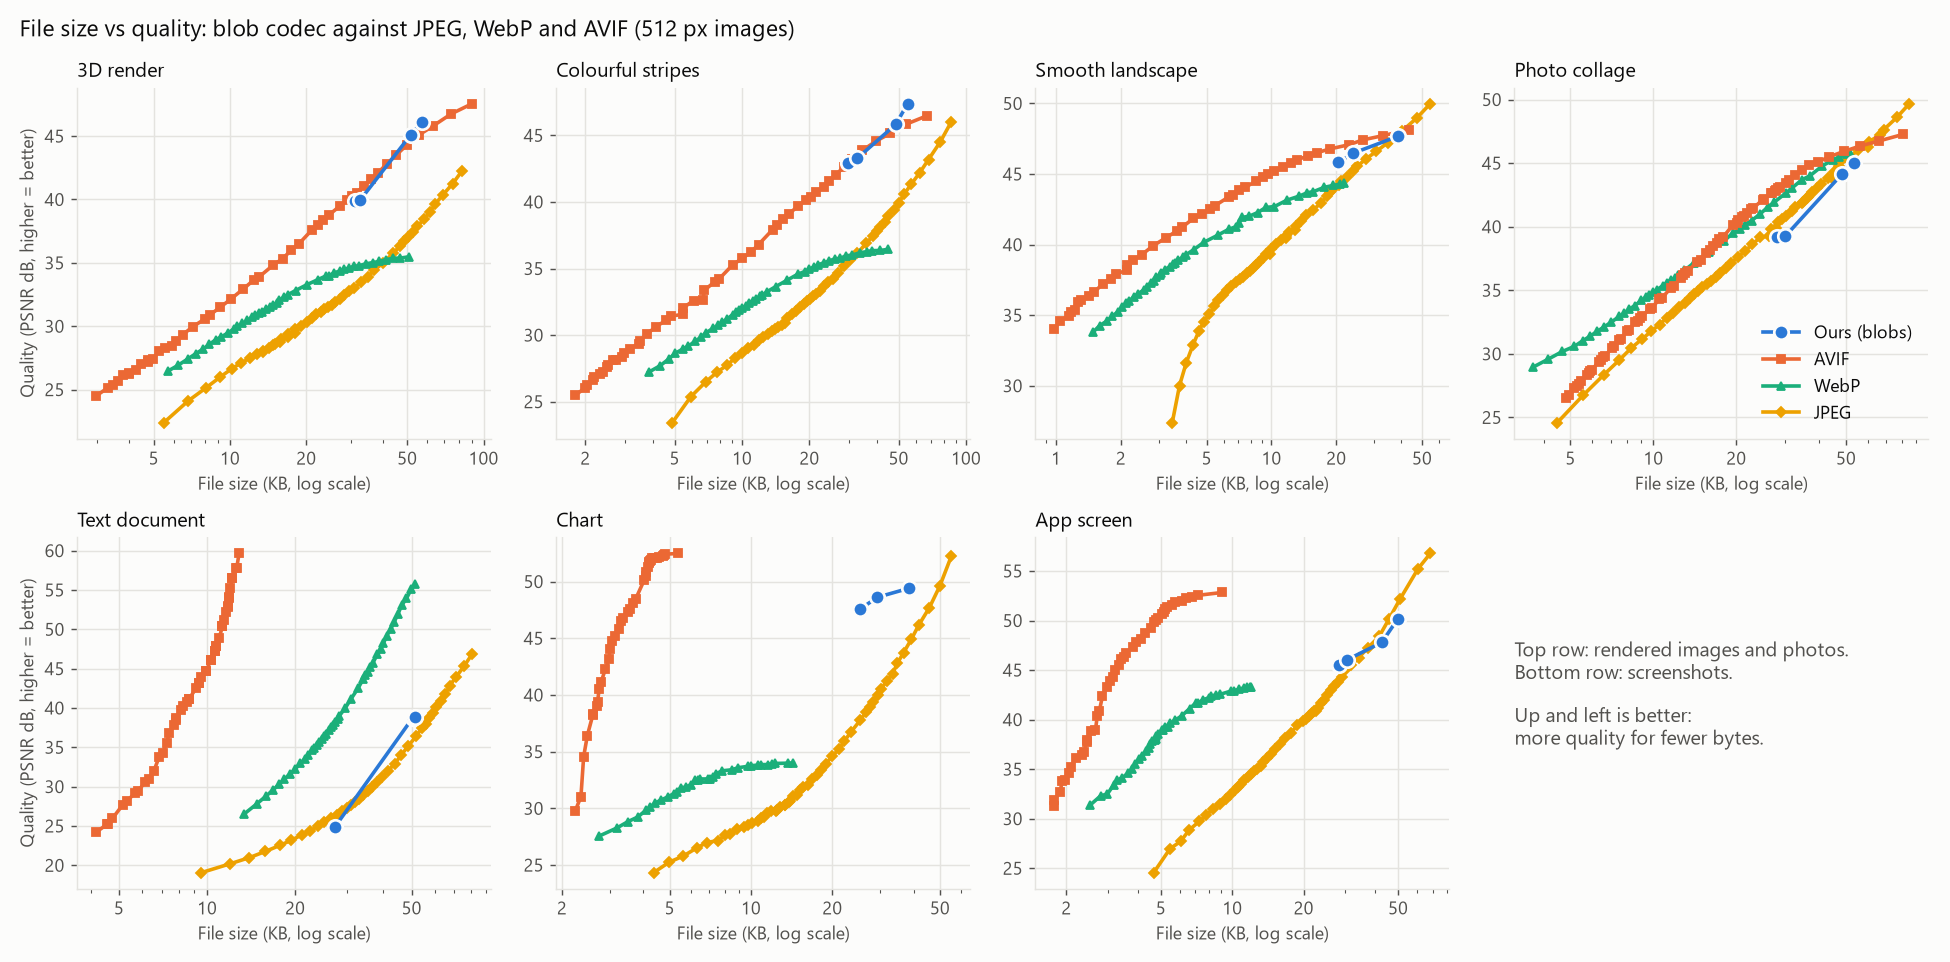 File size vs quality: blob codec against JPEG, WebP and AVIF (512 px images)
3D render
Quality (PSNR dB, higher = better)
45
40
35
30
25
5 10 20 50 100
File size (KB, log scale)
Colourful stripes
45
40
35
30
25
2 5 10 20 50 100
File size (KB, log scale)
Smooth landscape
50
45
40
35
30
1 2 5 10 20 50
File size (KB, log scale)
Photo collage
50
45
40
35
30
25
Ours (blobs)
AVIF
WebP
JPEG
5 10 20 50
File size (KB, log scale)
Text document
Quality (PSNR dB, higher = better)
60
55
50
45
40
35
30
25
20
5 10 20 50
File size (KB, log scale)
Chart
50
45
40
35
30
25
2 5 10 20 50
File size (KB, log scale)
App screen
55
50
45
40
35
30
25
2 5 10 20 50
File size (KB, log scale)
Top row: rendered images and photos.
Bottom row: screenshots.
Up and left is better:
more quality for fewer bytes.